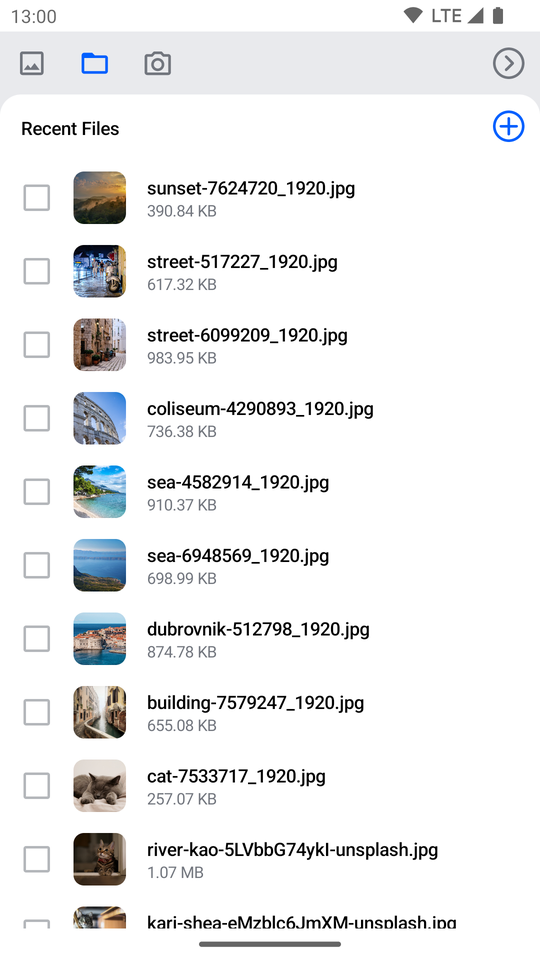 13:00
LTE
Recent Files
sunset-7624720_1920.jpg
390.84 KB
street-517227_1920.jpg
617.32 KB
street-6099209_1920.jpg
983.95 KB
coliseum-4290893_1920.jpg
736.38 KB
sea-4582914_1920.jpg
910.37 KB
sea-6948569_1920.jpg
698.99 KB
dubrovnik-512798_1920.jpg
874.78 KB
building-7579247_1920.jpg
655.08 KB
cat-7533717_1920.jpg
257.07 KB
river-kao-5LVbbG74ykI-unsplash.jpg
1.07 MB
kari-shea-eMzblc6JmXM-unsplash.jpg